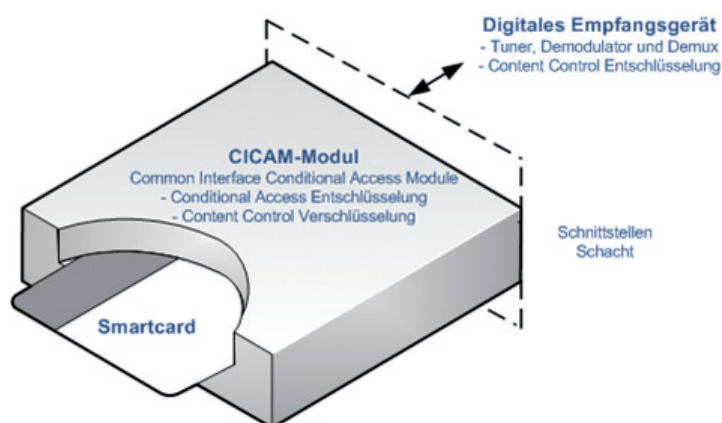 Digitales Empfangsgerät
- Tuner, Demodulator und Demux
- Content Control Entschlüsselung
CICAM-Modul
Common Interface Conditional Access Module
- Conditional Access Entschlüsselung
- Content Control Verschlüsselung
Schnittstellen
Schacht
Smartcard